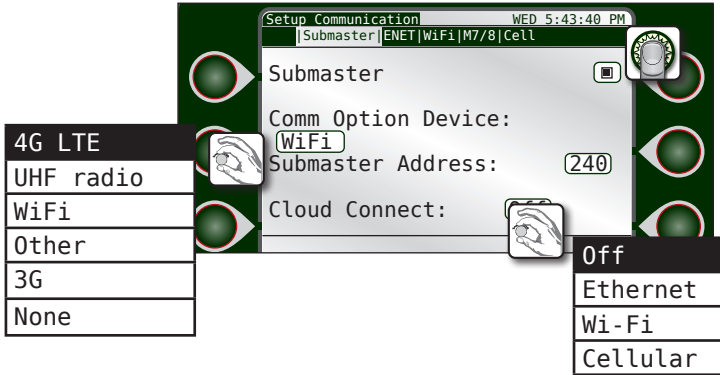 Setup Communication WED 5:43:40 PM
|Submaster|ENET|WiFi|M7/8|Cell
Submaster
Comm Option Device:
WiFi
Submaster Address: 240
Cloud Connect:
4G LTE
UHF radio
WiFi
Other
3G
None
Off
Ethernet
Wi-Fi
Cellular